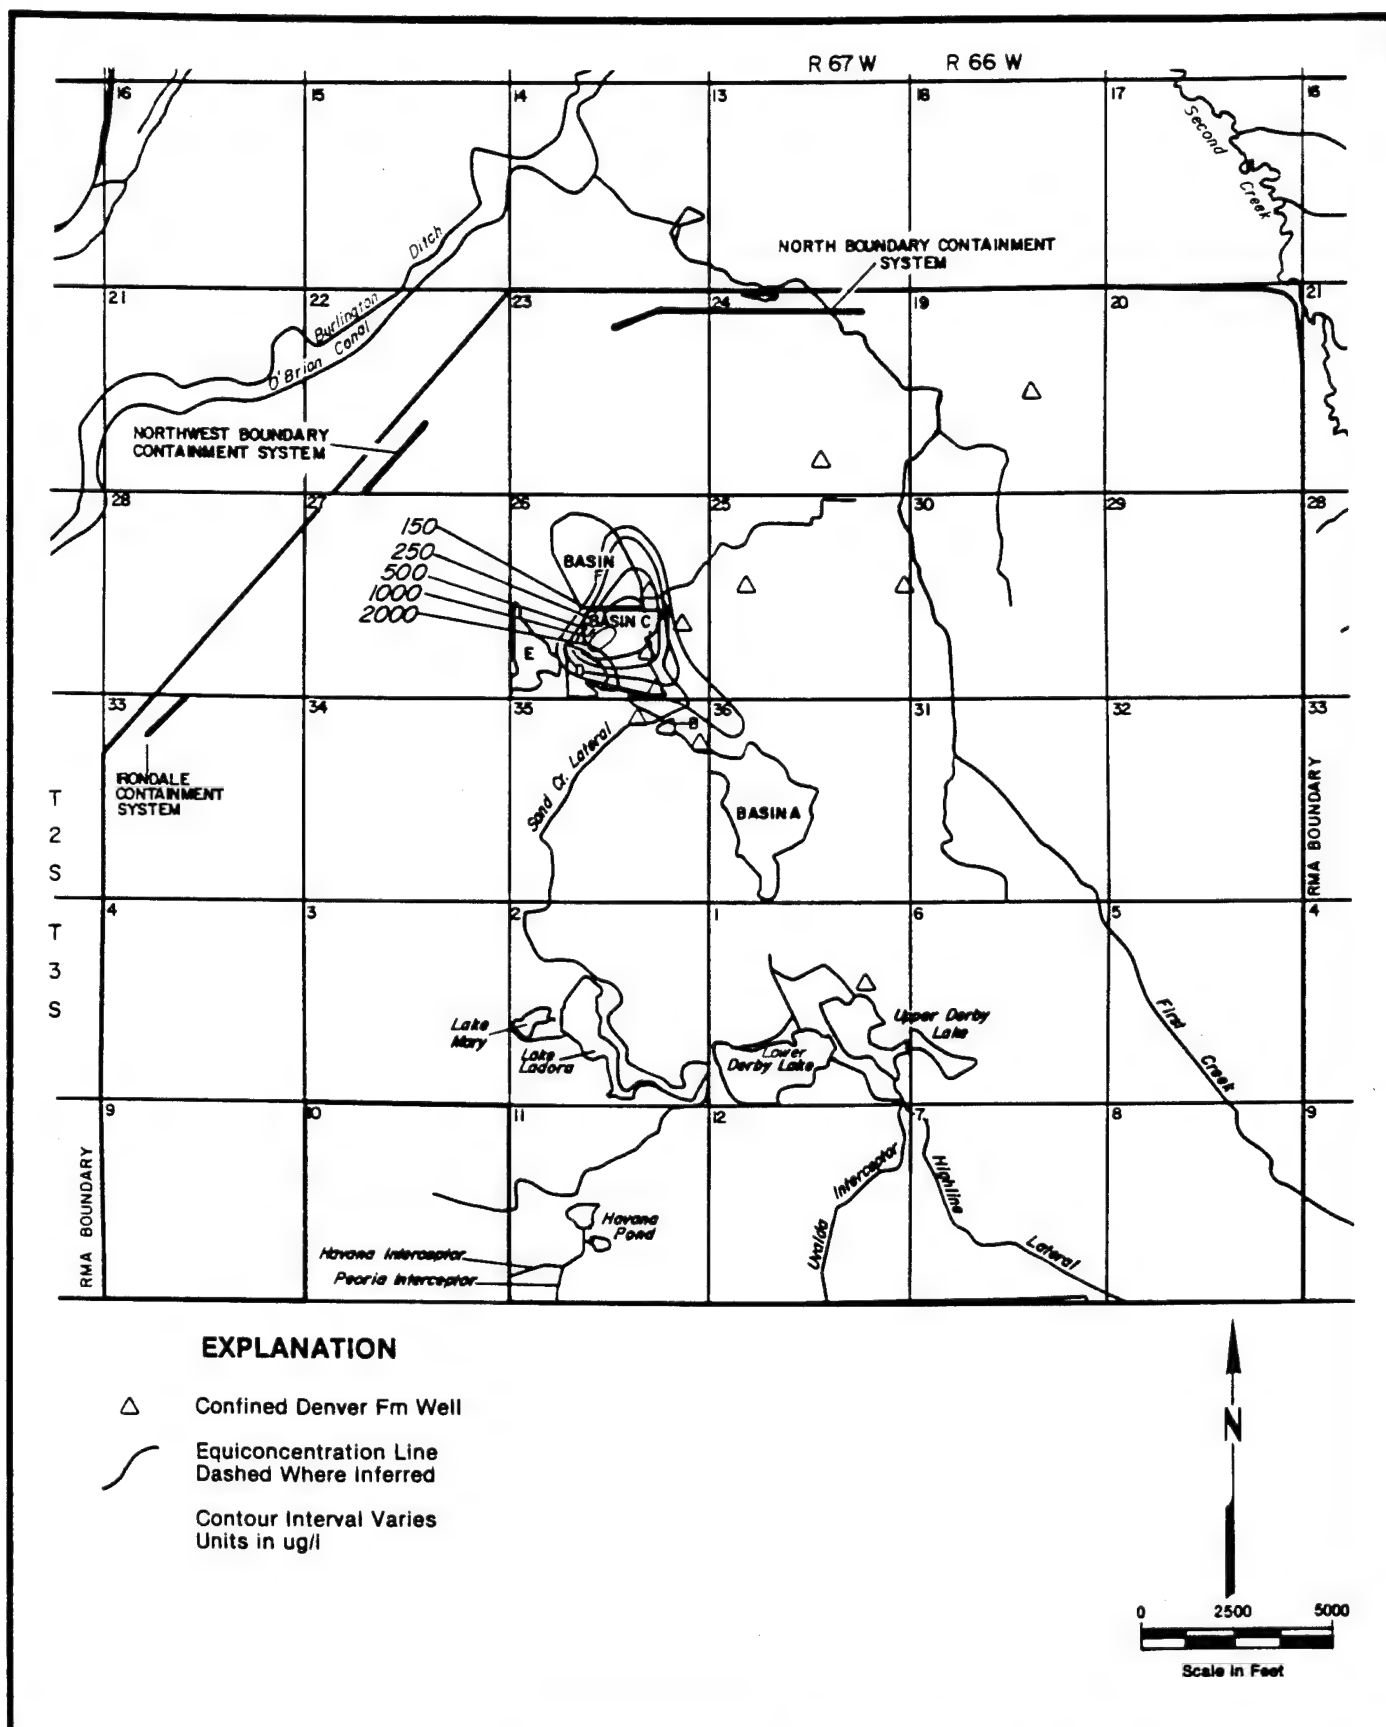 R 67 W R 66 W
16 15 14 13 18 17 16
Second
Creek
Ditch
NORTH BOUNDARY CONTAINMENT
SYSTEM
21 22 23 24 19 20 21
Burlington
O'Brian Canal
NORTHWEST BOUNDARY
CONTAINMENT SYSTEM
28 27 26 25 30 29 28
150
250
500
1000
2000
BASIN
F
BASIN C
E
D
33 34 35 36 31 32 33
B
Sand Cr. Lateral
IRONDALE
CONTAINMENT
SYSTEM
BASIN A
RMA BOUNDARY
T
2
S
T
3
S
4 3 2 1 6 5 4
First
Creek
Lake
Mary
Lake
Ladora
Lower
Derby Lake
Upper Derby
Lake
9 10 11 12 7 8 9
RMA BOUNDARY
Uvalda Interceptor
Highline
Lateral
Havana
Pond
Havana Interceptor
Peoria Interceptor
EXPLANATION
Confined Denver Fm Well
Equiconcentration Line
Dashed Where Inferred
Contour Interval Varies
Units in ug/l
N
0 2500 5000
Scale in Feet